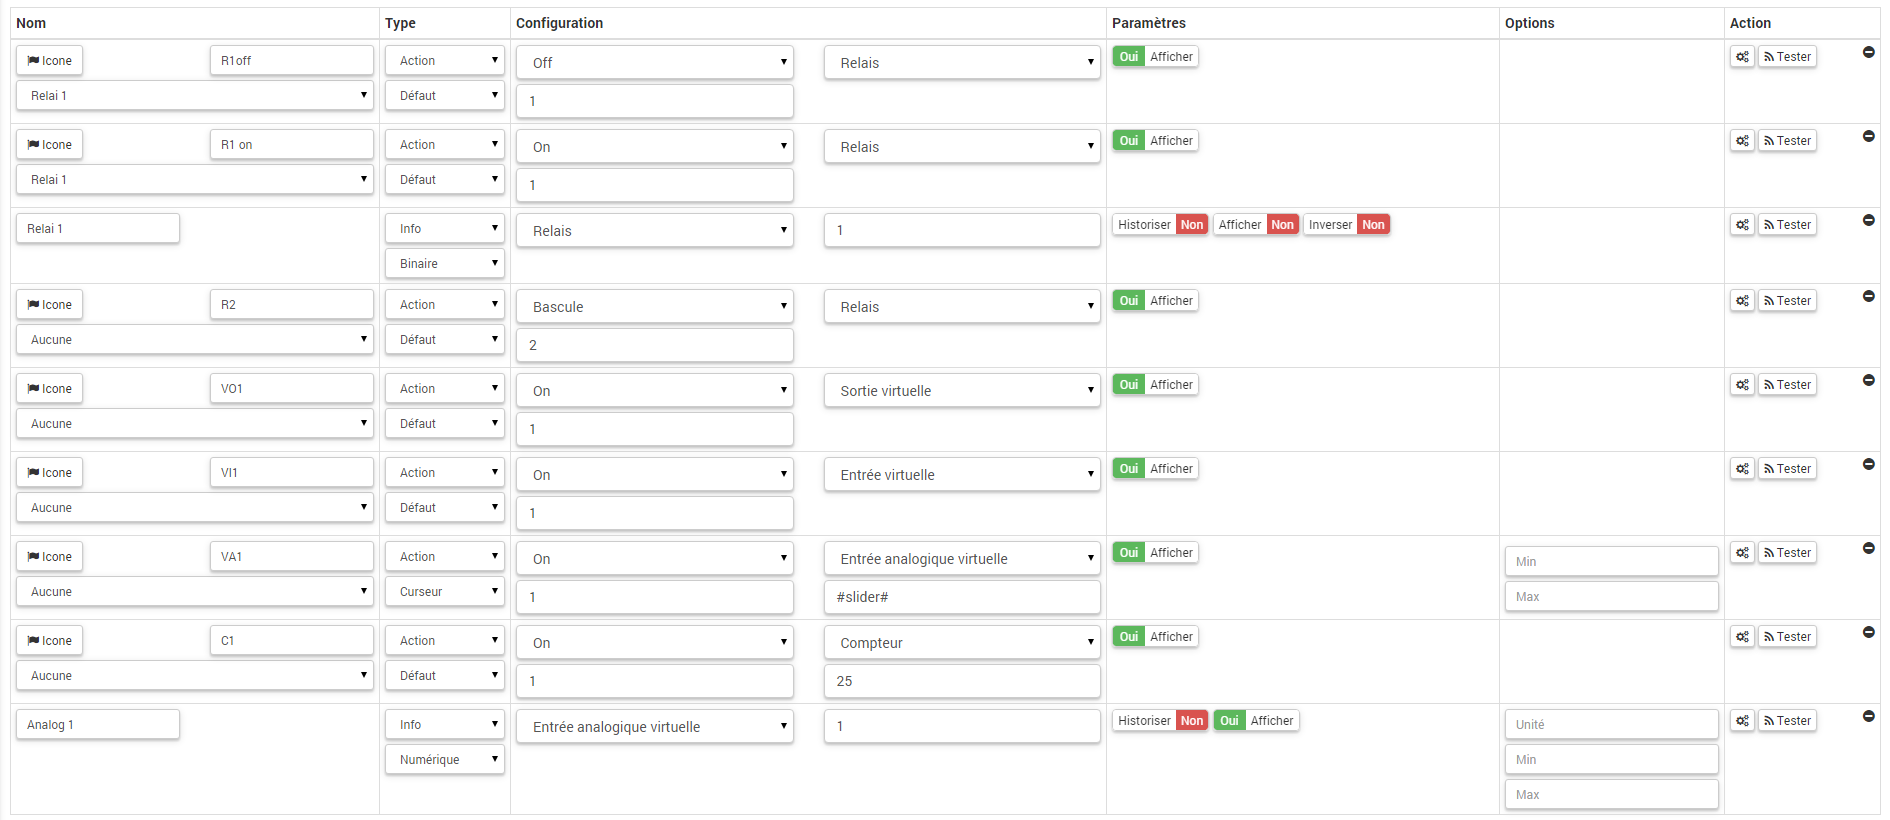 Nom Type Configuration Paramètres Options Action
Icone R1off Action Off Relais Oui Afficher Tester
Relai 1 Défaut 1
Icone R1 on Action On Relais Oui Afficher Tester
Relai 1 Défaut 1
Relai 1 Info Relais 1 Historiser Non Afficher Non Inverser Non Tester
Binaire
Icone R2 Action Bascule Relais Oui Afficher Tester
Aucune Défaut 2
Icone VO1 Action On Sortie virtuelle Oui Afficher Tester
Aucune Défaut 1
Icone VI1 Action On Entrée virtuelle Oui Afficher Tester
Aucune Défaut 1
Icone VA1 Action On Entrée analogique virtuelle Oui Afficher Min Tester
Aucune Curseur 1 #slider# Max
Icone C1 Action On Compteur Oui Afficher Tester
Aucune Défaut 1 25
Analog 1 Info Entrée analogique virtuelle 1 Historiser Non Oui Afficher Unité Tester
Numérique Min
Max